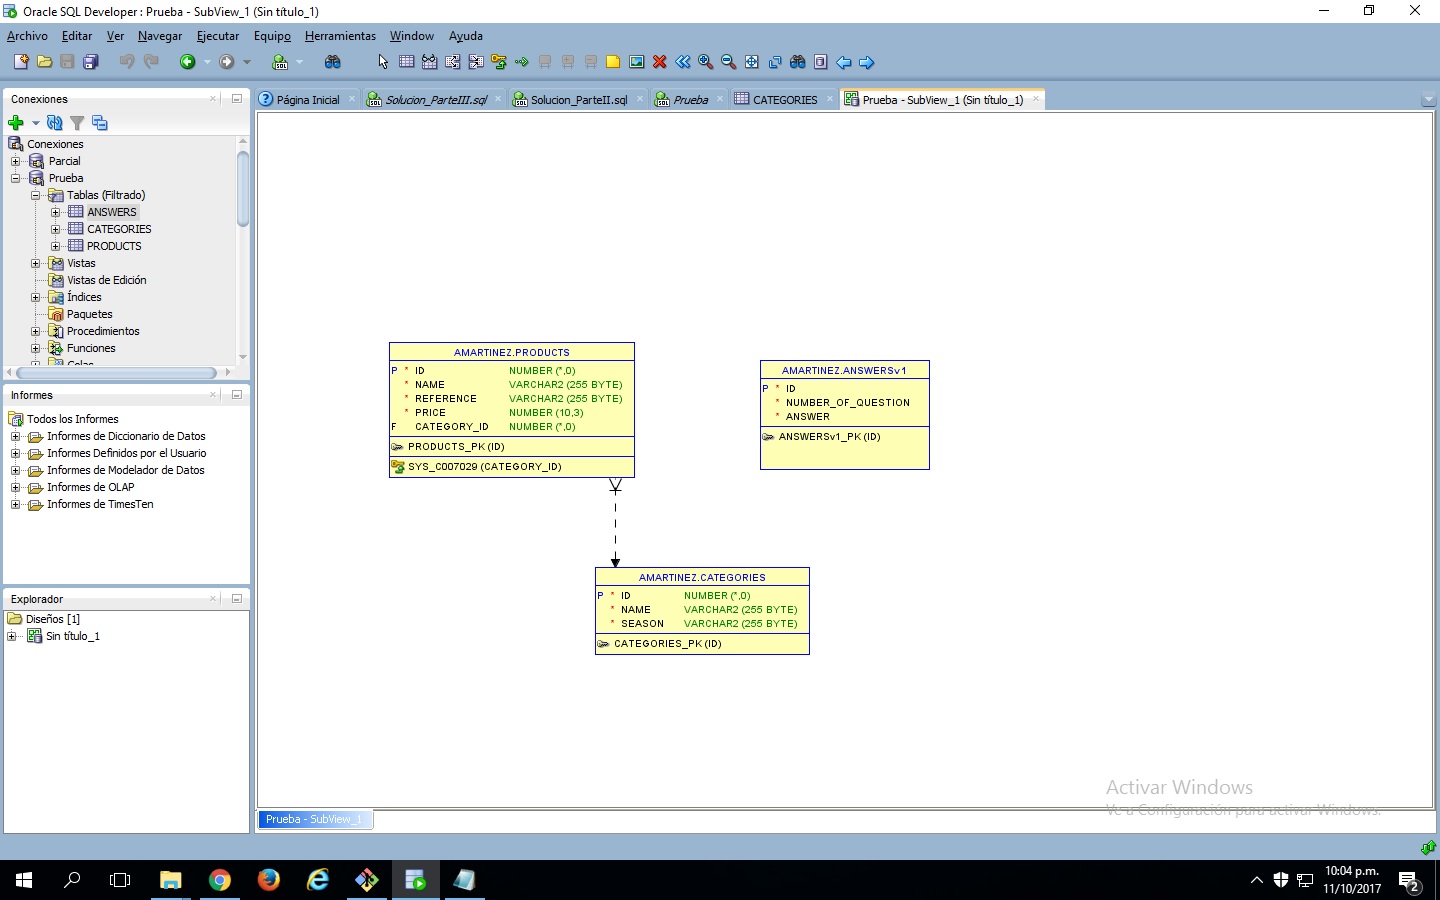 Oracle SQL Developer : Prueba - SubView_1 (Sin título_1)
Archivo Editar Ver Navegar Ejecutar Equipo Herramientas Window Ayuda
Conexiones
Conexiones
Parcial
Prueba
Tablas (Filtrado)
ANSWERS
CATEGORIES
PRODUCTS
Vistas
Vistas de Edición
Índices
Paquetes
Procedimientos
Funciones
Colas
Informes
Todos los Informes
Informes de Diccionario de Datos
Informes Definidos por el Usuario
Informes de Modelador de Datos
Informes de OLAP
Informes de TimesTen
Explorador
Diseños [1]
Sin título_1
Página Inicial Solucion_ParteIII.sql Solucion_ParteII.sql Prueba CATEGORIES Prueba - SubView_1 (Sin título_1)
AMARTINEZ.PRODUCTS
P * ID NUMBER (*,0)
* NAME VARCHAR2 (255 BYTE)
* REFERENCE VARCHAR2 (255 BYTE)
* PRICE NUMBER (10,3)
F CATEGORY_ID NUMBER (*,0)
PRODUCTS_PK (ID)
SYS_C007029 (CATEGORY_ID)
AMARTINEZ.ANSWERSv1
P * ID
* NUMBER_OF_QUESTION
* ANSWER
ANSWERSv1_PK (ID)
AMARTINEZ.CATEGORIES
P * ID NUMBER (*,0)
* NAME VARCHAR2 (255 BYTE)
* SEASON VARCHAR2 (255 BYTE)
CATEGORIES_PK (ID)
Activar Windows
Ve a Configuración para activar Windows.
Prueba - SubView_1
10:04 p.m.
11/10/2017
2